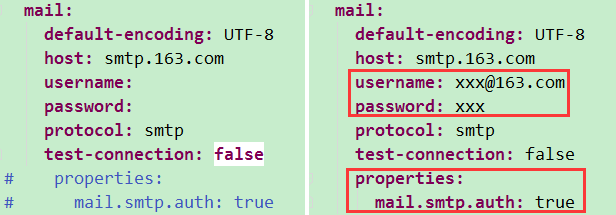 mail:
default-encoding: UTF-8
host: smtp.163.com
username:
password:
protocol: smtp
test-connection: false
#    properties:
#      mail.smtp.auth: true
mail:
default-encoding: UTF-8
host: smtp.163.com
username: xxx@163.com
password: xxx
protocol: smtp
test-connection: false
properties:
mail.smtp.auth: true